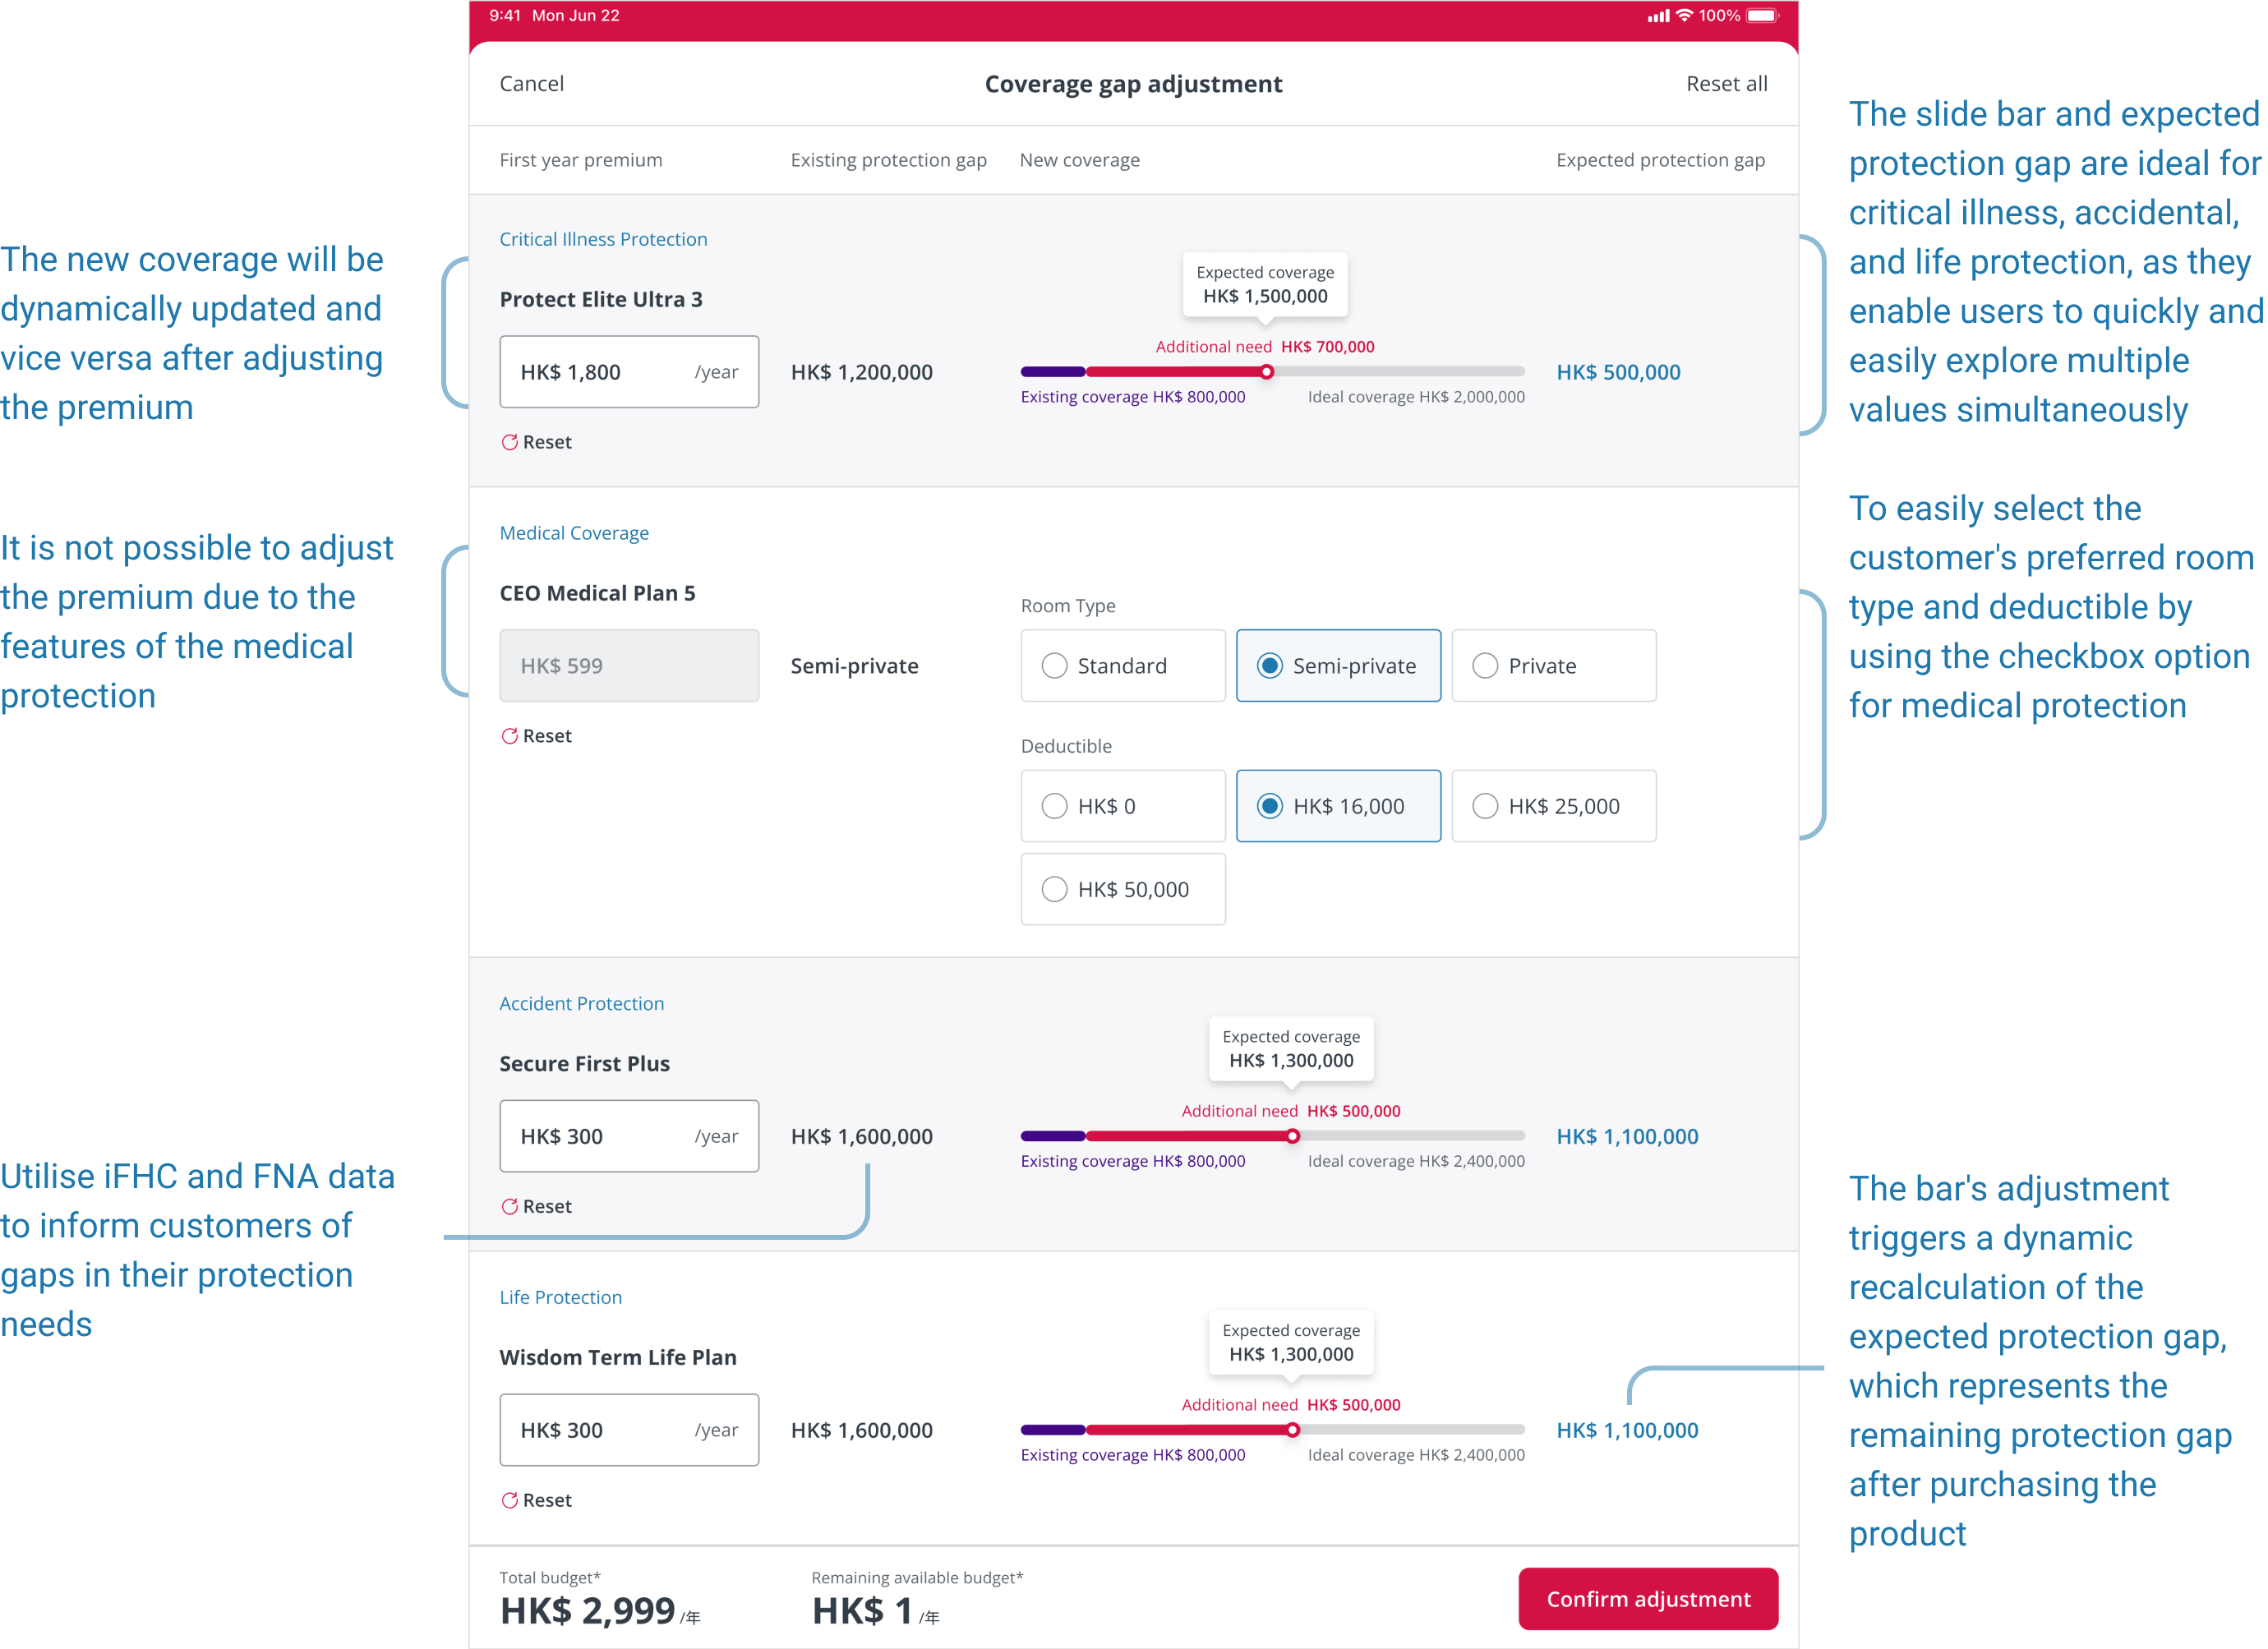 9:41 Mon Jun 22
100%
Cancel
Coverage gap adjustment
Reset all
First year premium
Existing protection gap
New coverage
Expected protection gap
Critical Illness Protection
Protect Elite Ultra 3
HK$ 1,800 /year
Reset
HK$ 1,200,000
Expected coverage
HK$ 1,500,000
Additional need HK$ 700,000
Existing coverage HK$ 800,000
Ideal coverage HK$ 2,000,000
HK$ 500,000
Medical Coverage
CEO Medical Plan 5
HK$ 599
Reset
Semi-private
Room Type
Standard
Semi-private
Private
Deductible
HK$ 0
HK$ 16,000
HK$ 25,000
HK$ 50,000
Accident Protection
Secure First Plus
HK$ 300 /year
Reset
HK$ 1,600,000
Expected coverage
HK$ 1,300,000
Additional need HK$ 500,000
Existing coverage HK$ 800,000
Ideal coverage HK$ 2,400,000
HK$ 1,100,000
Life Protection
Wisdom Term Life Plan
HK$ 300 /year
Reset
HK$ 1,600,000
Expected coverage
HK$ 1,300,000
Additional need HK$ 500,000
Existing coverage HK$ 800,000
Ideal coverage HK$ 2,400,000
HK$ 1,100,000
Total budget*
HK$ 2,999 /年
Remaining available budget*
HK$ 1 /年
Confirm adjustment
The new coverage will be
dynamically updated and
vice versa after adjusting
the premium
It is not possible to adjust
the premium due to the
features of the medical
protection
Utilise iFHC and FNA data
to inform customers of
gaps in their protection
needs
The slide bar and expected
protection gap are ideal for
critical illness, accidental,
and life protection, as they
enable users to quickly and
easily explore multiple
values simultaneously
To easily select the
customer's preferred room
type and deductible by
using the checkbox option
for medical protection
The bar's adjustment
triggers a dynamic
recalculation of the
expected protection gap,
which represents the
remaining protection gap
after purchasing the
product